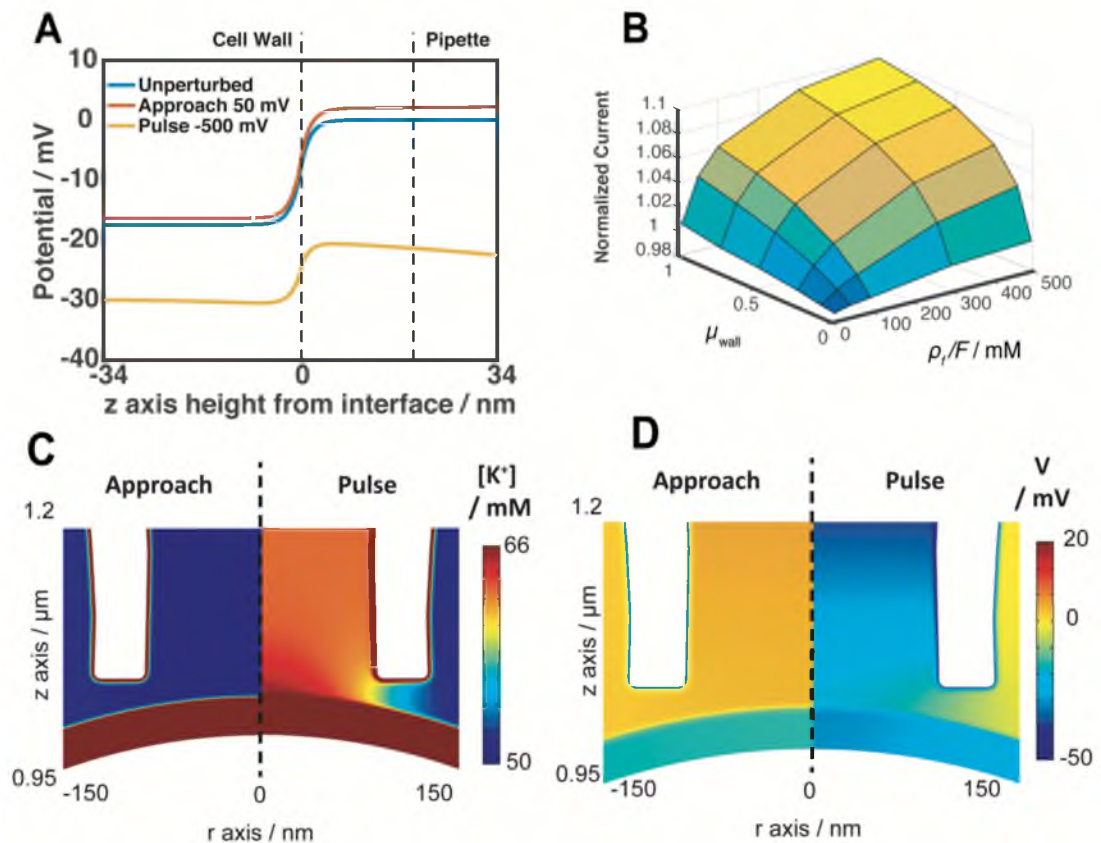 A
Cell Wall
Pipette
10
0
-10
-20
-30
-40
Potential / mV
Unperturbed
Approach 50 mV
Pulse -500 mV
-34
0
34
z axis height from interface / nm
B
1.1
1.08
1.06
1.04
1.02
1
0.98
Normalized Current
1
0.5
0
μwall
0
100
200
300
400
500
ρf/F / mM
C
Approach
Pulse
[K+]
/ mM
1.2
0.95
z axis / μm
66
50
-150
0
150
r axis / nm
D
Approach
Pulse
V
/ mV
1.2
0.95
z axis / μm
20
0
-50
-150
0
150
r axis / nm